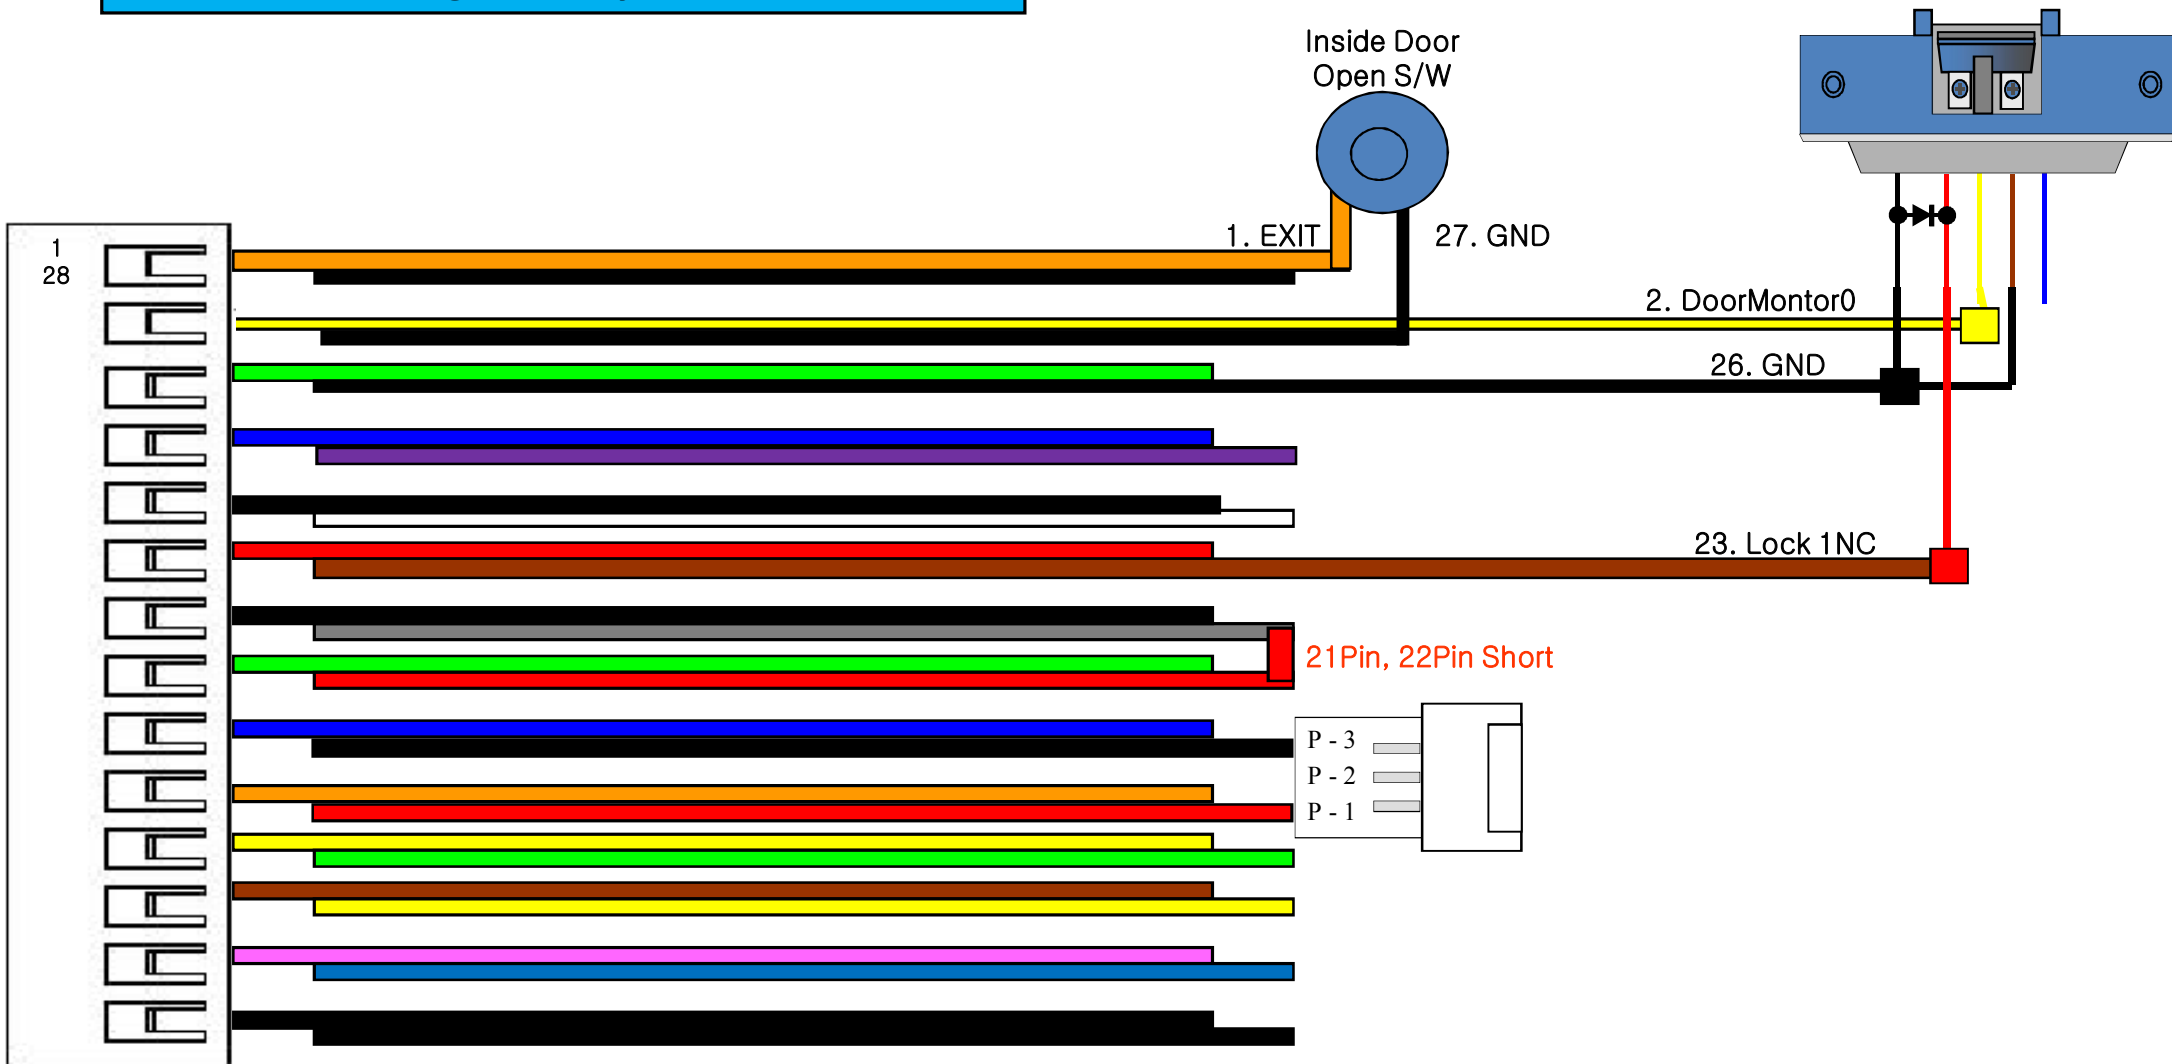 Inside Door
Open S/W
1. EXIT
27. GND
1
28
2. DoorMontor0
26. GND
23. Lock 1NC
21Pin, 22Pin Short
P - 3
P - 2
P - 1